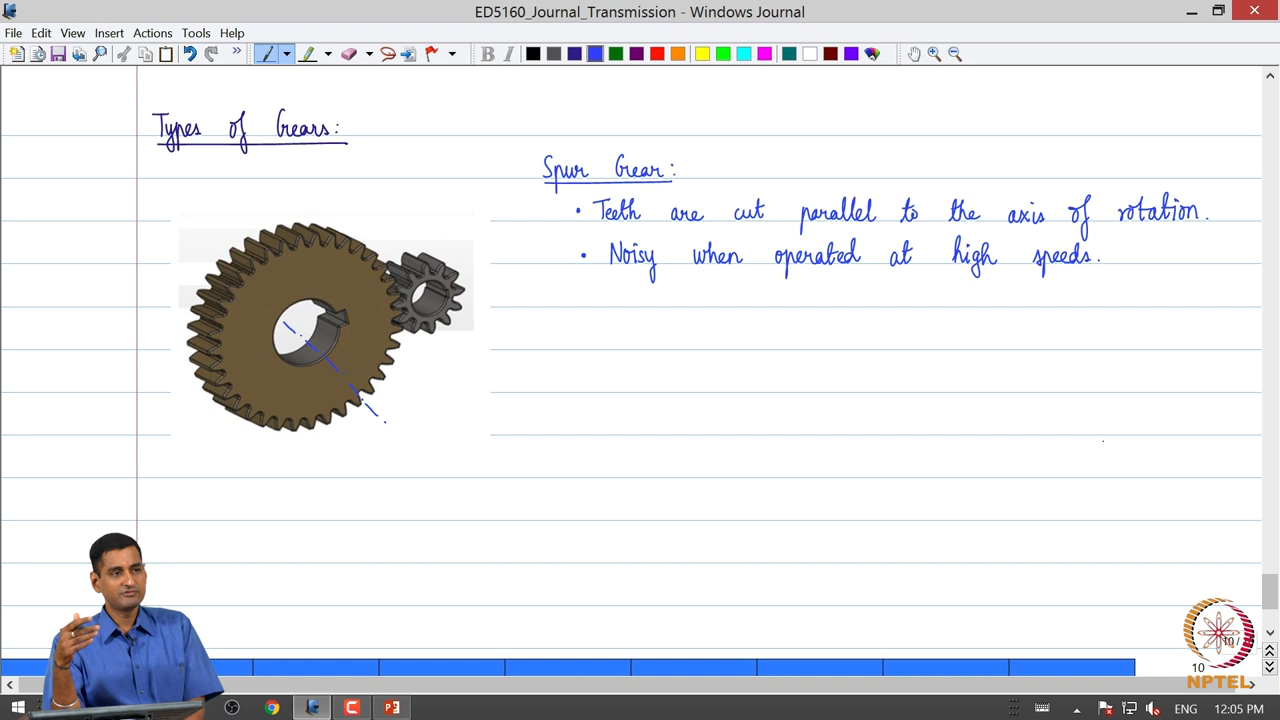 ED5160_Journal_Transmission - Windows Journal
File Edit View Insert Actions Tools Help
B I
Types of Gears:
Spur Gear:
• Teeth are cut parallel to the axis of rotation.
• Noisy when operated at high speeds.
10
NPTEL
ENG 12:05 PM